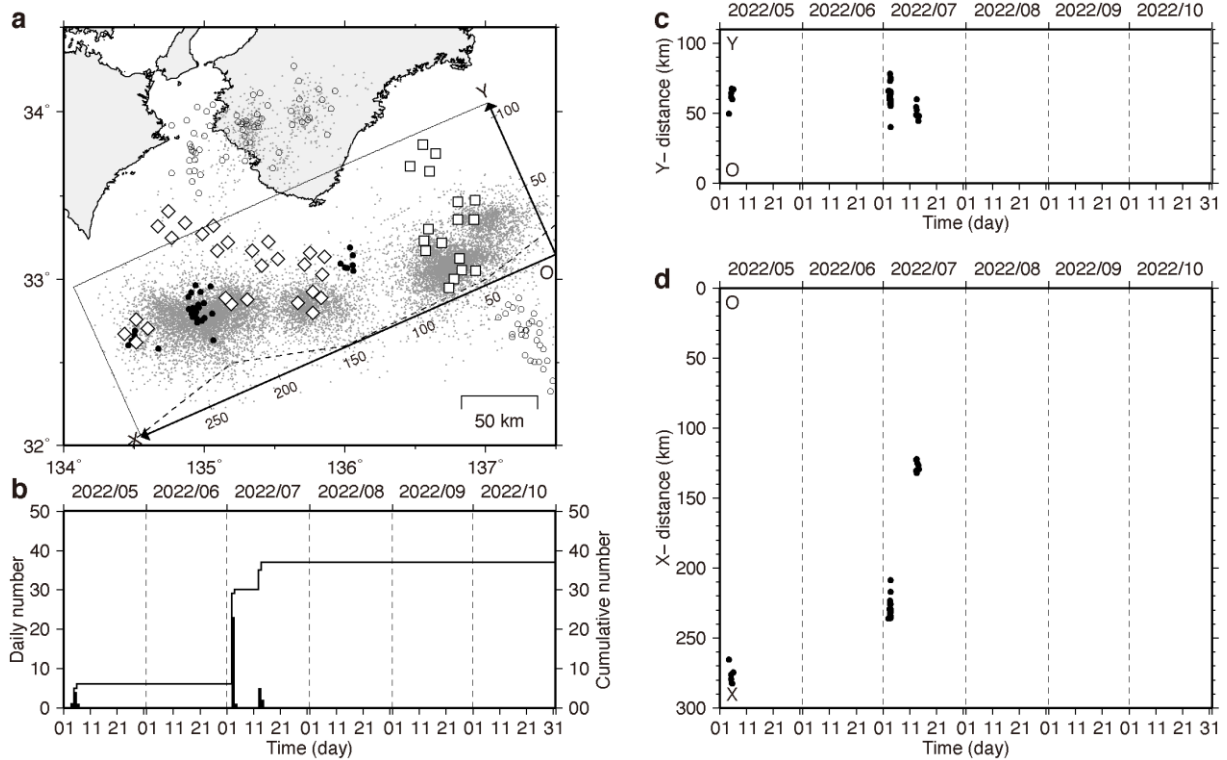 a
34˚
33˚
32˚
134˚
135˚
136˚
137˚
Y
100
50
O
50
100
150
200
250
X
50 km
b
2022/05 2022/06 2022/07 2022/08 2022/09 2022/10
Daily number
50
40
30
20
10
0
Cumulative number
50
40
30
20
10
00
01 11 21 01 11 21 01 11 21 01 11 21 01 11 21 01 11 21 31
Time (day)
c
2022/05 2022/06 2022/07 2022/08 2022/09 2022/10
Y− distance (km)
100
50
0
Y
O
01 11 21 01 11 21 01 11 21 01 11 21 01 11 21 01 11 21 31
Time (day)
d
2022/05 2022/06 2022/07 2022/08 2022/09 2022/10
X− distance (km)
0
50
100
150
200
250
300
O
X
01 11 21 01 11 21 01 11 21 01 11 21 01 11 21 01 11 21 31
Time (day)